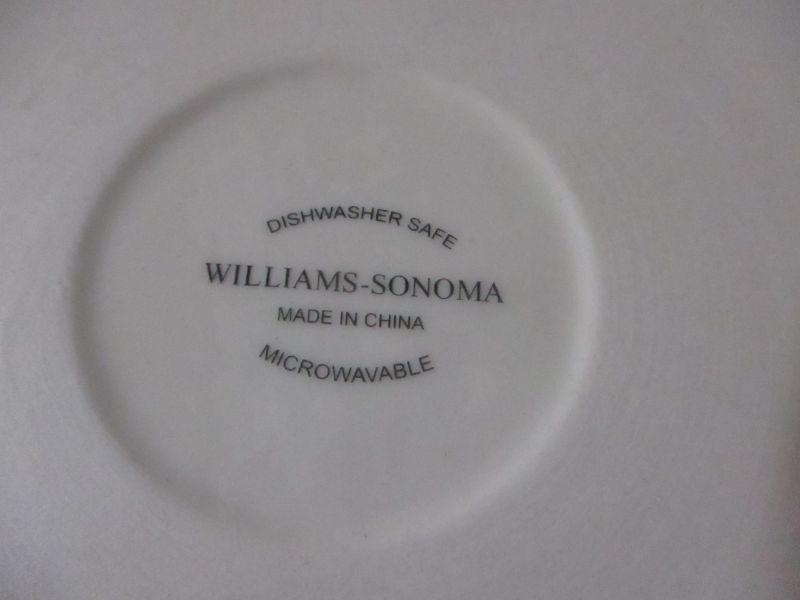 DISHWASHER SAFE
WILLIAMS-SONOMA
MADE IN CHINA
MICROWAVABLE